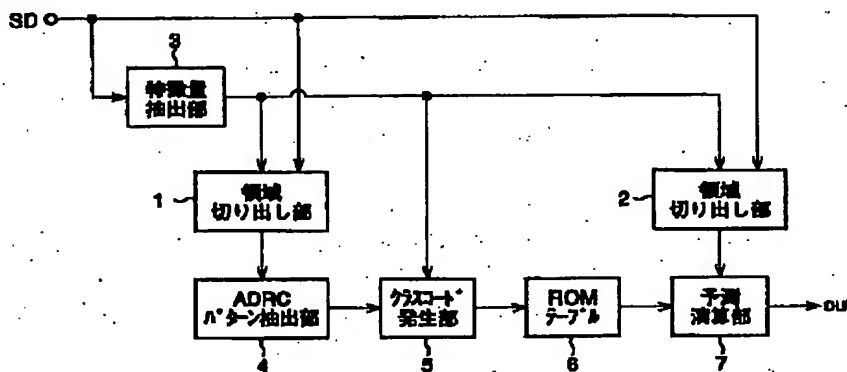 SD
3
特徴量
抽出部
1
領域
切り出し部
2
領域
切り出し部
ADRC
パターン抽出部
4
クラスコード
発生部
5
ROM
テーブル
6
予測
演算部
7
OU